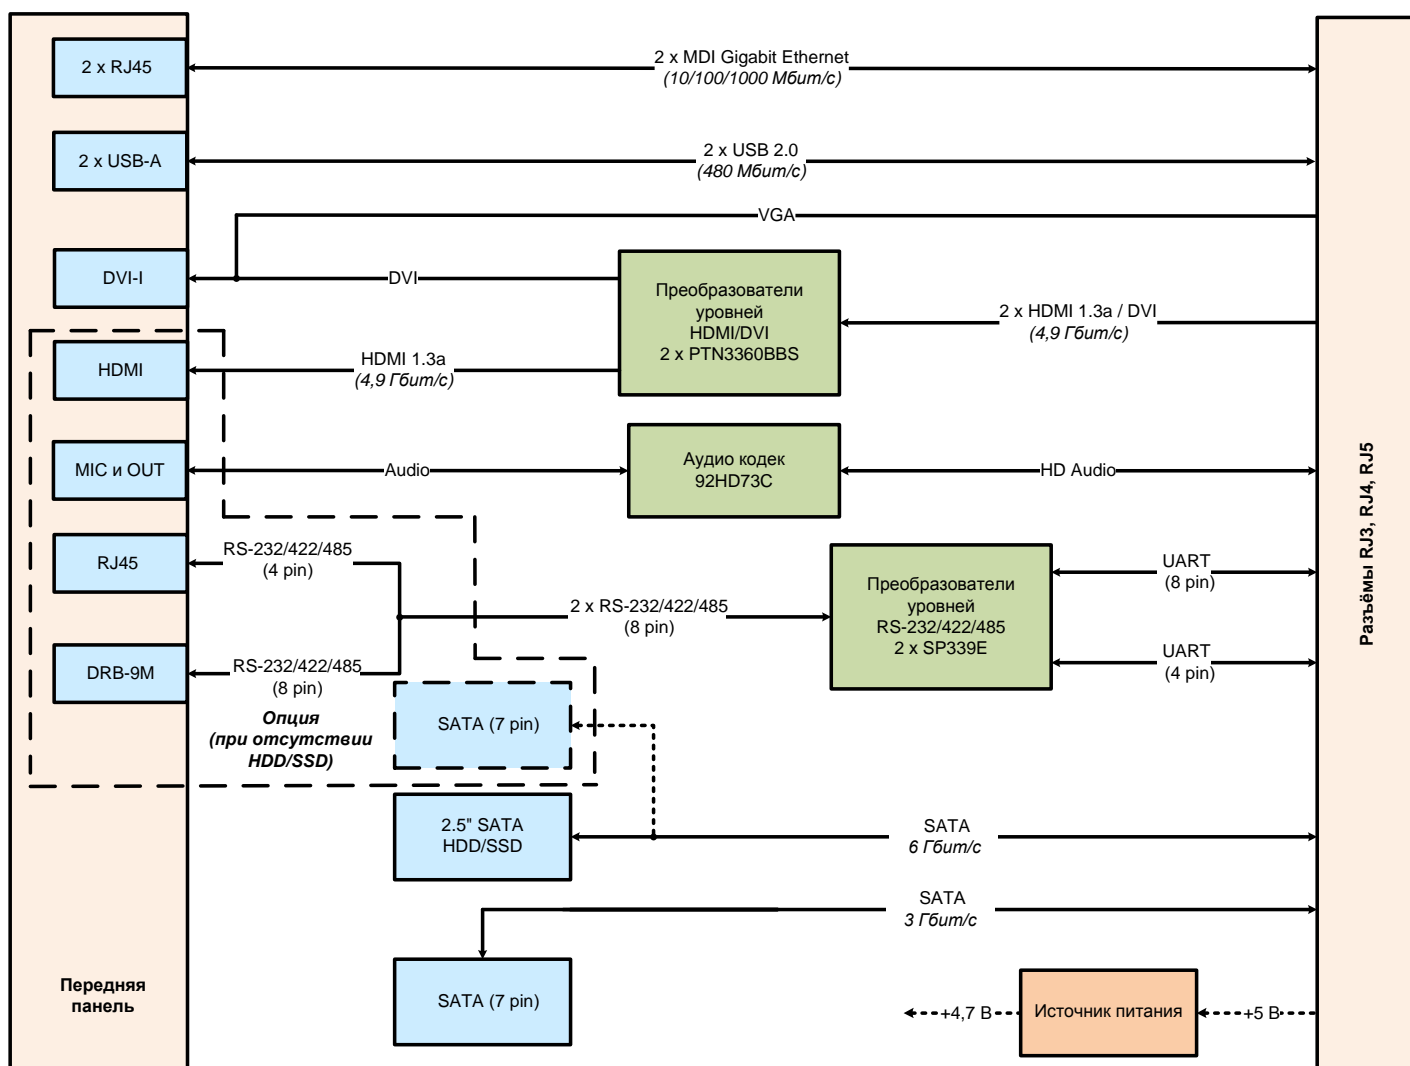 2 x RJ45
2 x MDI Gigabit Ethernet
(10/100/1000 Мбит/с)
2 x USB-A
2 x USB 2.0
(480 Мбит/с)
VGA
DVI-I
DVI
Преобразователи
уровней
HDMI/DVI
2 x PTN3360BBS
2 x HDMI 1.3a / DVI
(4,9 Гбит/с)
HDMI
HDMI 1.3a
(4,9 Гбит/с)
MIC и OUT
Audio
Аудио кодек
92HD73C
HD Audio
RJ45
RS-232/422/485
(4 pin)
2 x RS-232/422/485
(8 pin)
Преобразователи
уровней
RS-232/422/485
2 x SP339E
UART
(8 pin)
UART
(4 pin)
DRB-9M
RS-232/422/485
(8 pin)
Опция
(при отсутствии
HDD/SSD)
SATA (7 pin)
2.5" SATA
HDD/SSD
SATA
6 Гбит/с
SATA
3 Гбит/с
SATA (7 pin)
Передняя
панель
+4,7 В
Источник питания
+5 В
Разъёмы RJ3, RJ4, RJ5